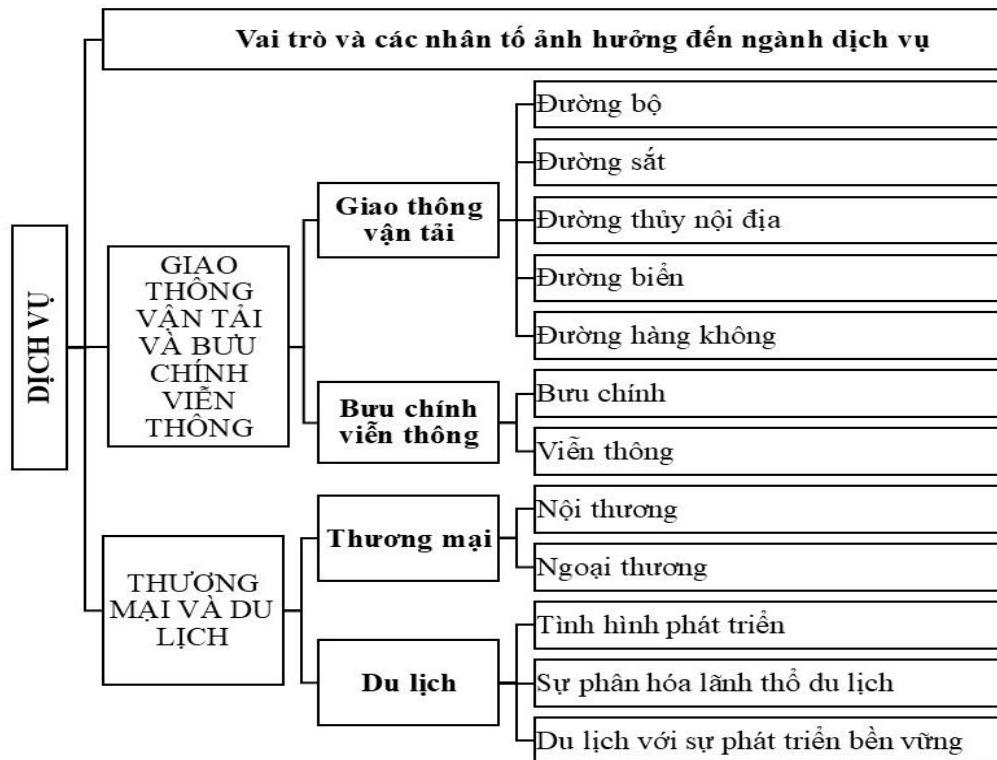 Vai trò và các nhân tố ảnh hưởng đến ngành dịch vụ
DỊCH VỤ
GIAO
THÔNG
VẬN TẢI
VÀ BƯU
CHÍNH
VIỄN
THÔNG
Giao thông
vận tải
Đường bộ
Đường sắt
Đường thủy nội địa
Đường biển
Đường hàng không
Bưu chính
viễn thông
Bưu chính
Viễn thông
THƯƠNG
MẠI VÀ DU
LỊCH
Thương mại
Nội thương
Ngoại thương
Du lịch
Tình hình phát triển
Sự phân hóa lãnh thổ du lịch
Du lịch với sự phát triển bền vững